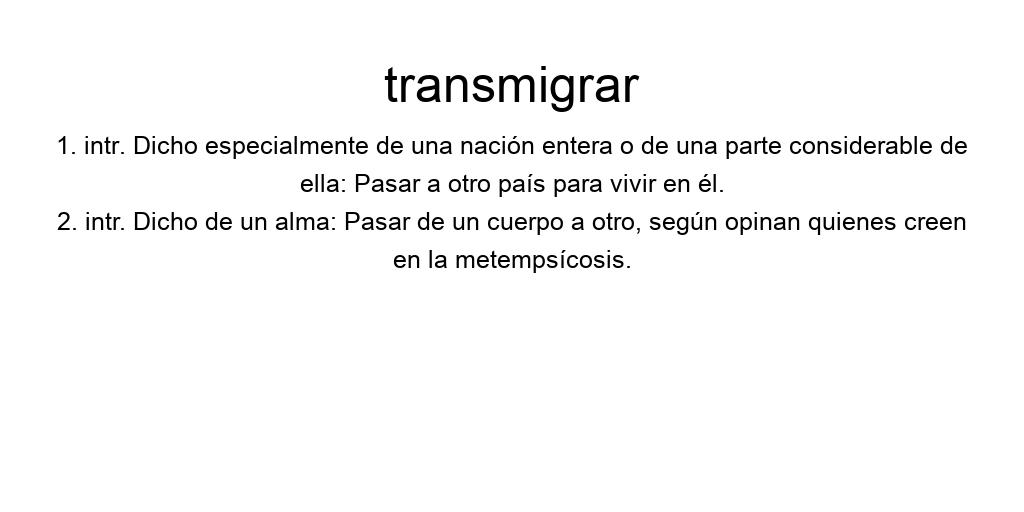 transmigrar
1. intr. Dicho especialmente de una nación entera o de una parte considerable de
ella: Pasar a otro país para vivir en él.
2. intr. Dicho de un alma: Pasar de un cuerpo a otro, según opinan quienes creen
en la metempsícosis.